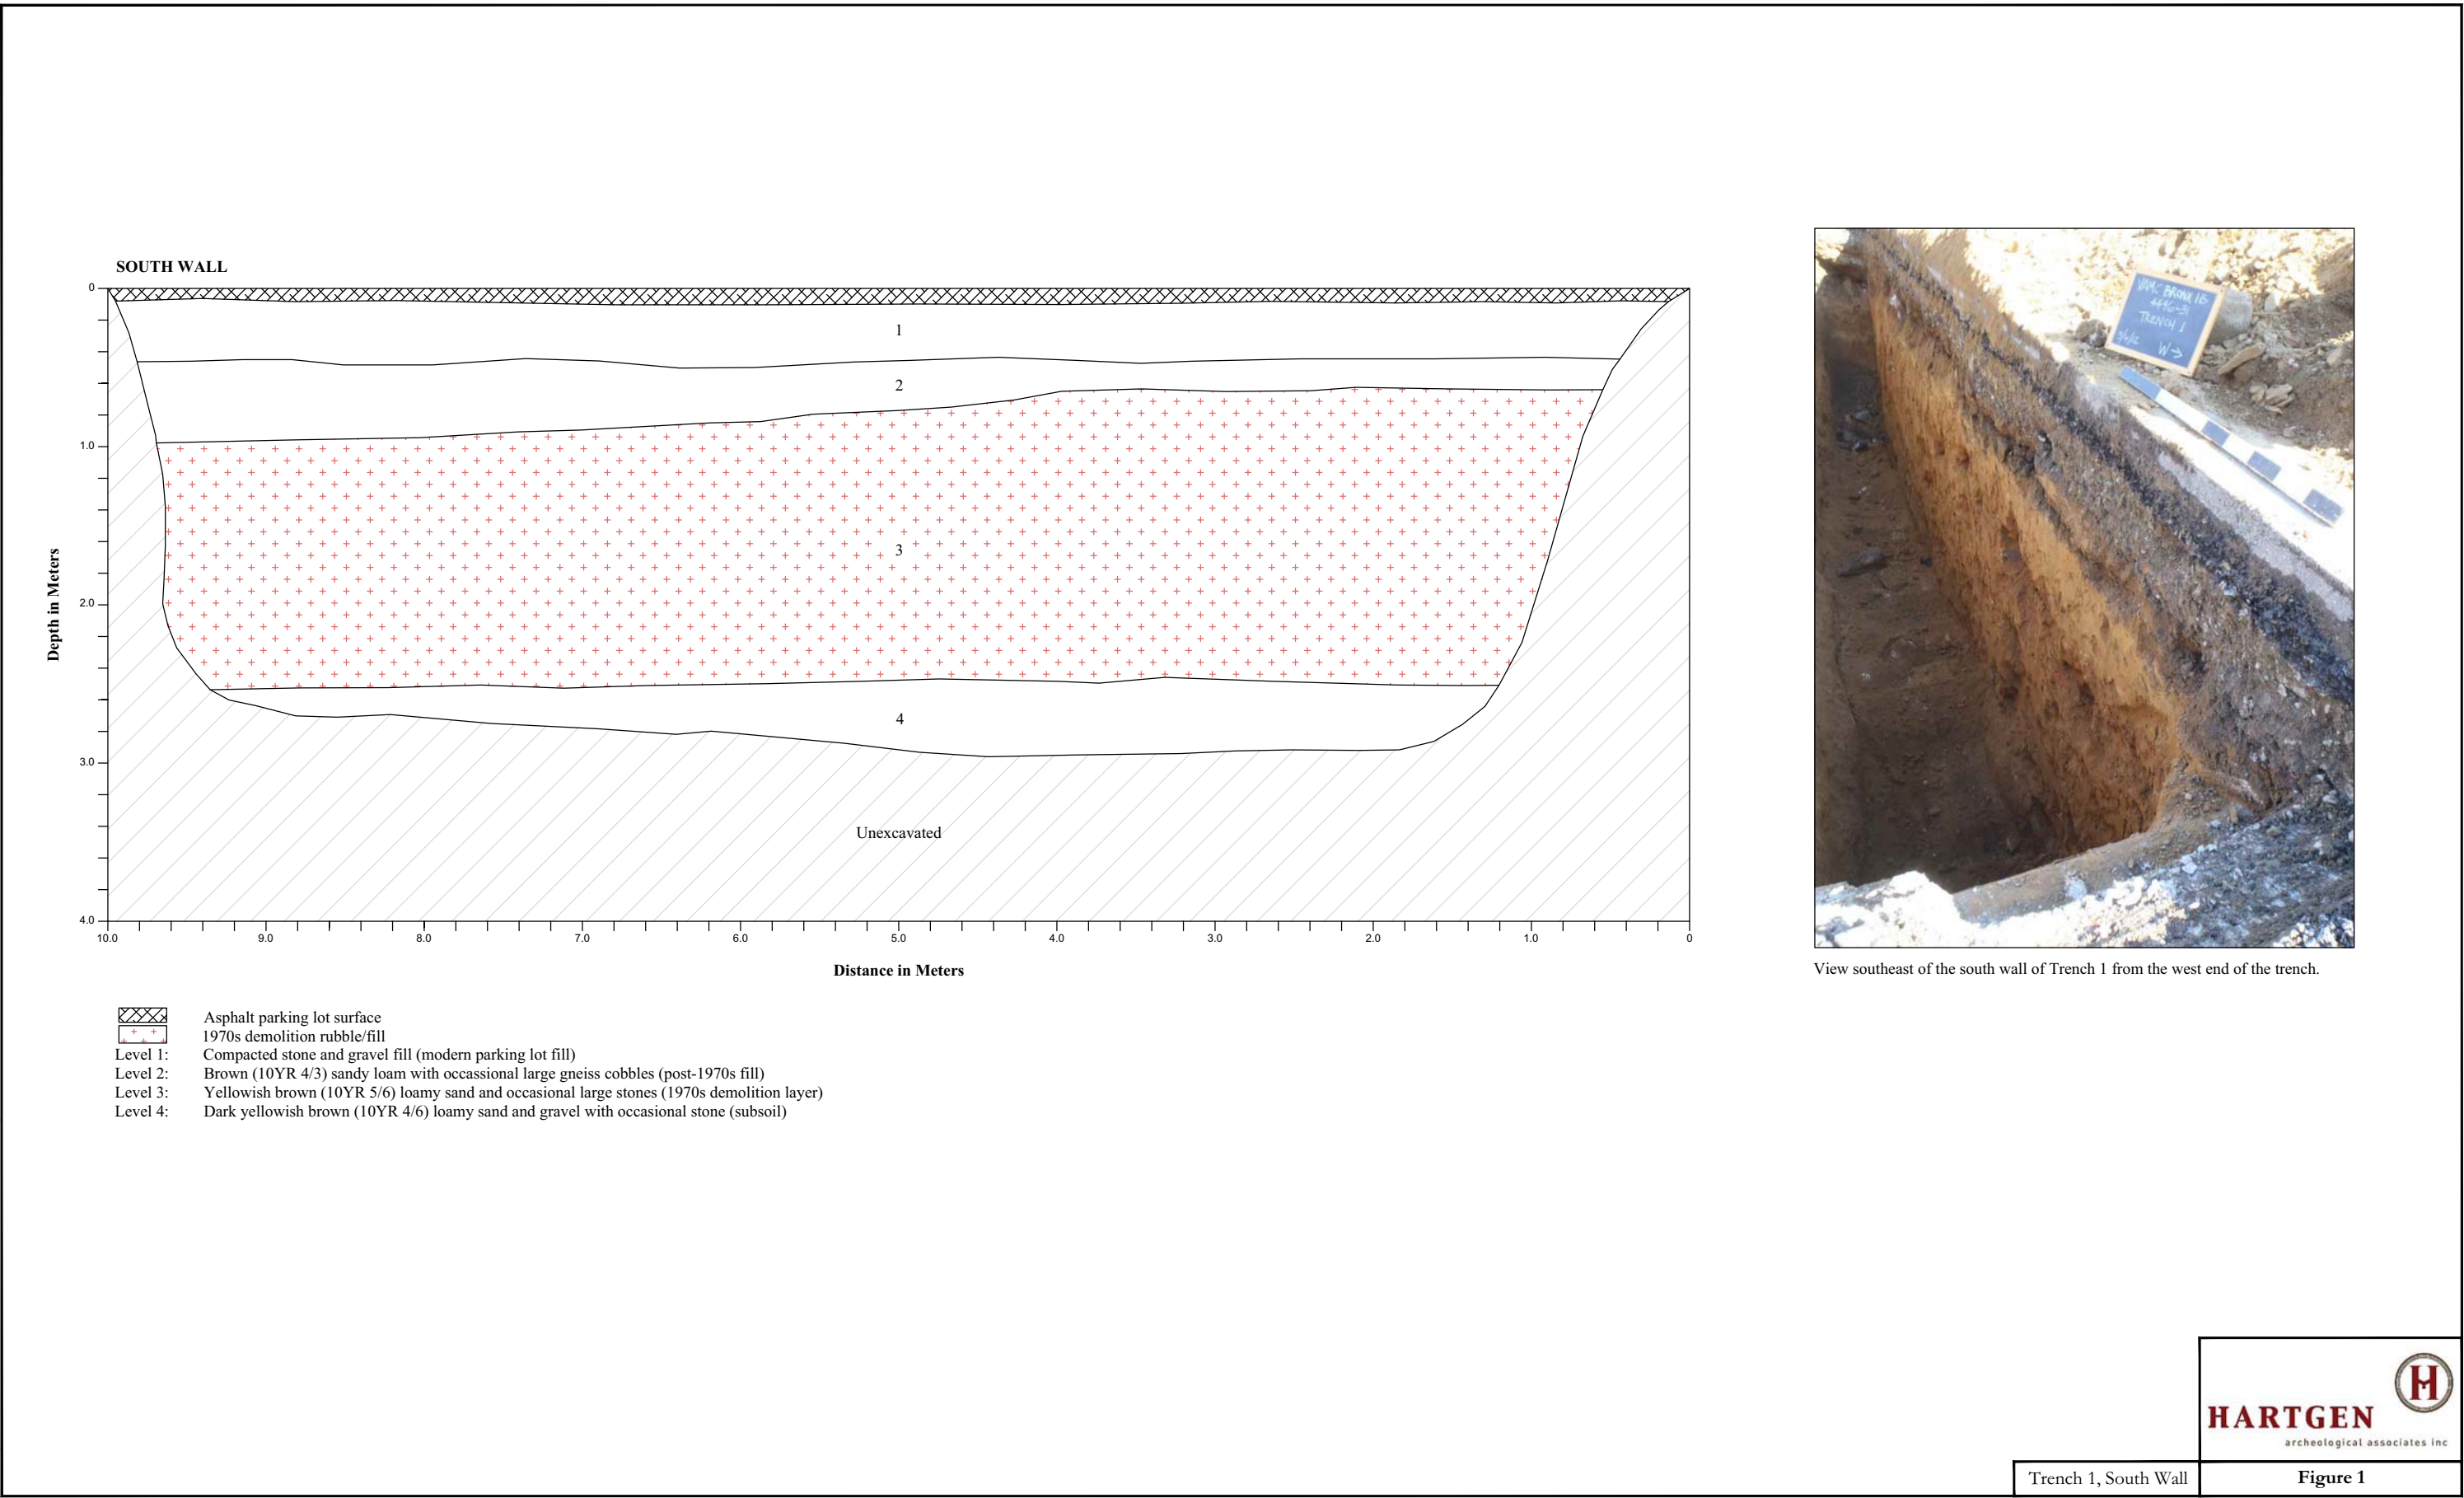 SOUTH WALL
0
1.0
2.0
3.0
4.0
Depth in Meters
1
2
3
4
Unexcavated
10.0 9.0 8.0 7.0 6.0 5.0 4.0 3.0 2.0 1.0 0
Distance in Meters
VAMC BRONX 16
TRENCH 1
W→
View southeast of the south wall of Trench 1 from the west end of the trench.
Asphalt parking lot surface
1970s demolition rubble/fill
Level 1: Compacted stone and gravel fill (modern parking lot fill)
Level 2: Brown (10YR 4/3) sandy loam with occassional large gneiss cobbles (post-1970s fill)
Level 3: Yellowish brown (10YR 5/6) loamy sand and occasional large stones (1970s demolition layer)
Level 4: Dark yellowish brown (10YR 4/6) loamy sand and gravel with occasional stone (subsoil)
H
HARTGEN
archeological associates inc
Trench 1, South Wall
Figure 1